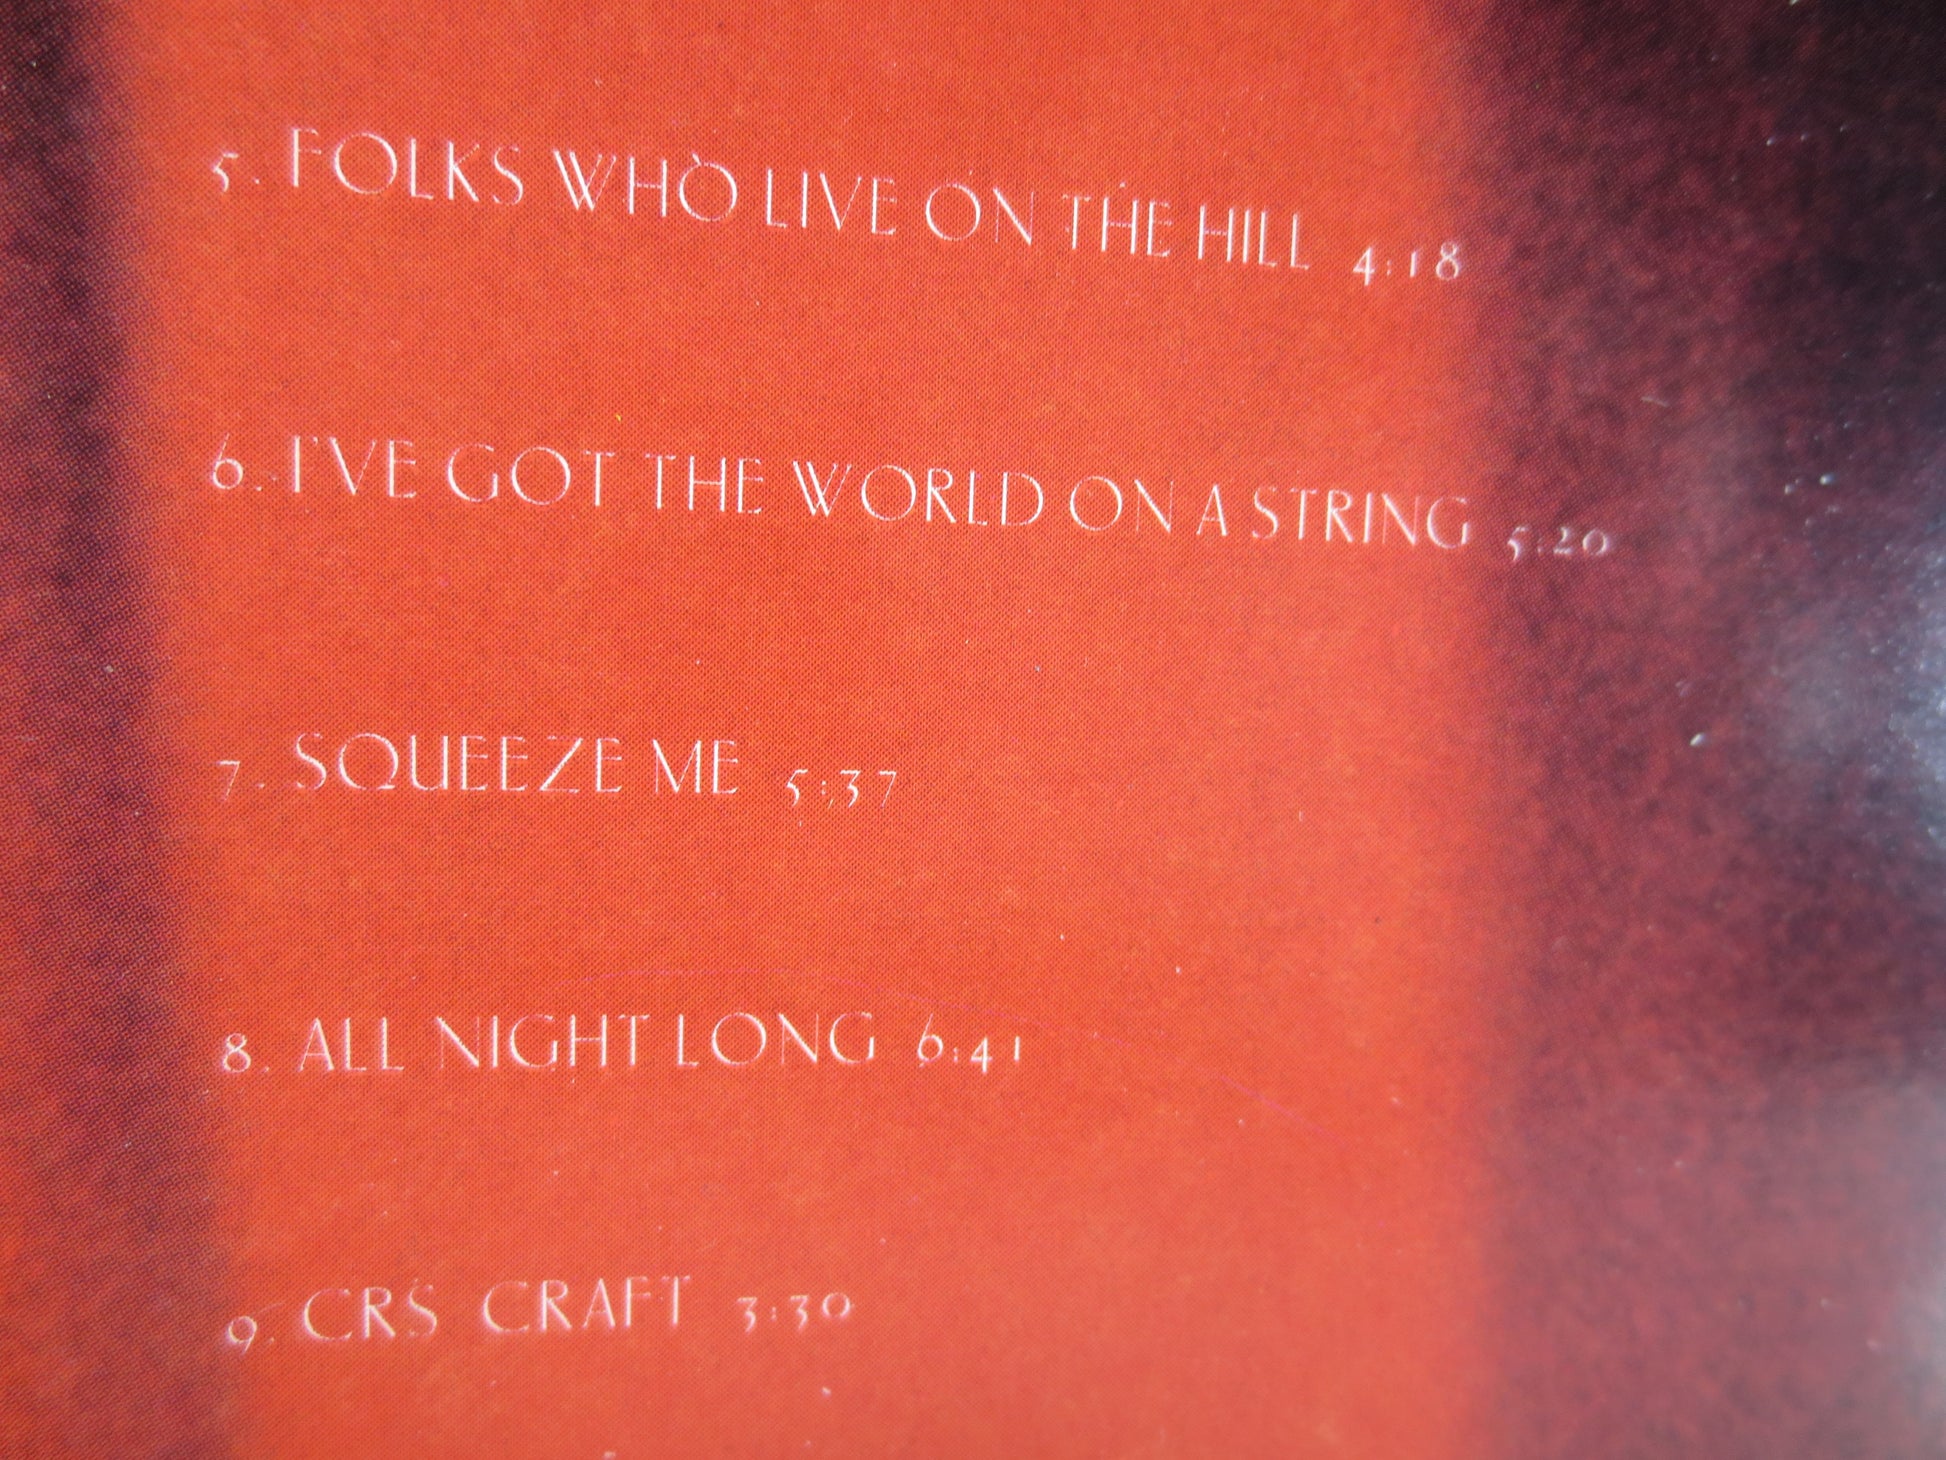 5. FOLKS WHO LIVE ON THE HILL 4:18
6. I'VE GOT THE WORLD ON A STRING 5:20
7. SQUEEZE ME 5:37
8. ALL NIGHT LONG 6:41
9. CRS CRAFT 3:30